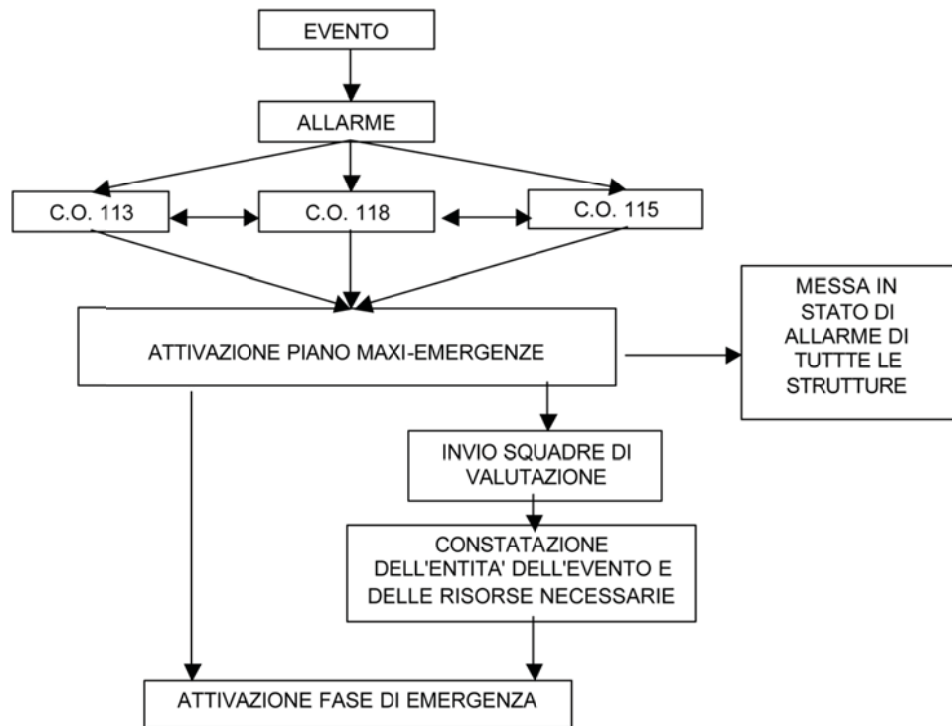 EVENTO
ALLARME
C.O. 113
C.O. 118
C.O. 115
MESSA IN
STATO DI
ALLARME DI
TUTTTE LE
STRUTTURE
ATTIVAZIONE PIANO MAXI-EMERGENZE
INVIO SQUADRE DI
VALUTAZIONE
CONSTATAZIONE
DELL'ENTITA' DELL'EVENTO E
DELLE RISORSE NECESSARIE
ATTIVAZIONE FASE DI EMERGENZA